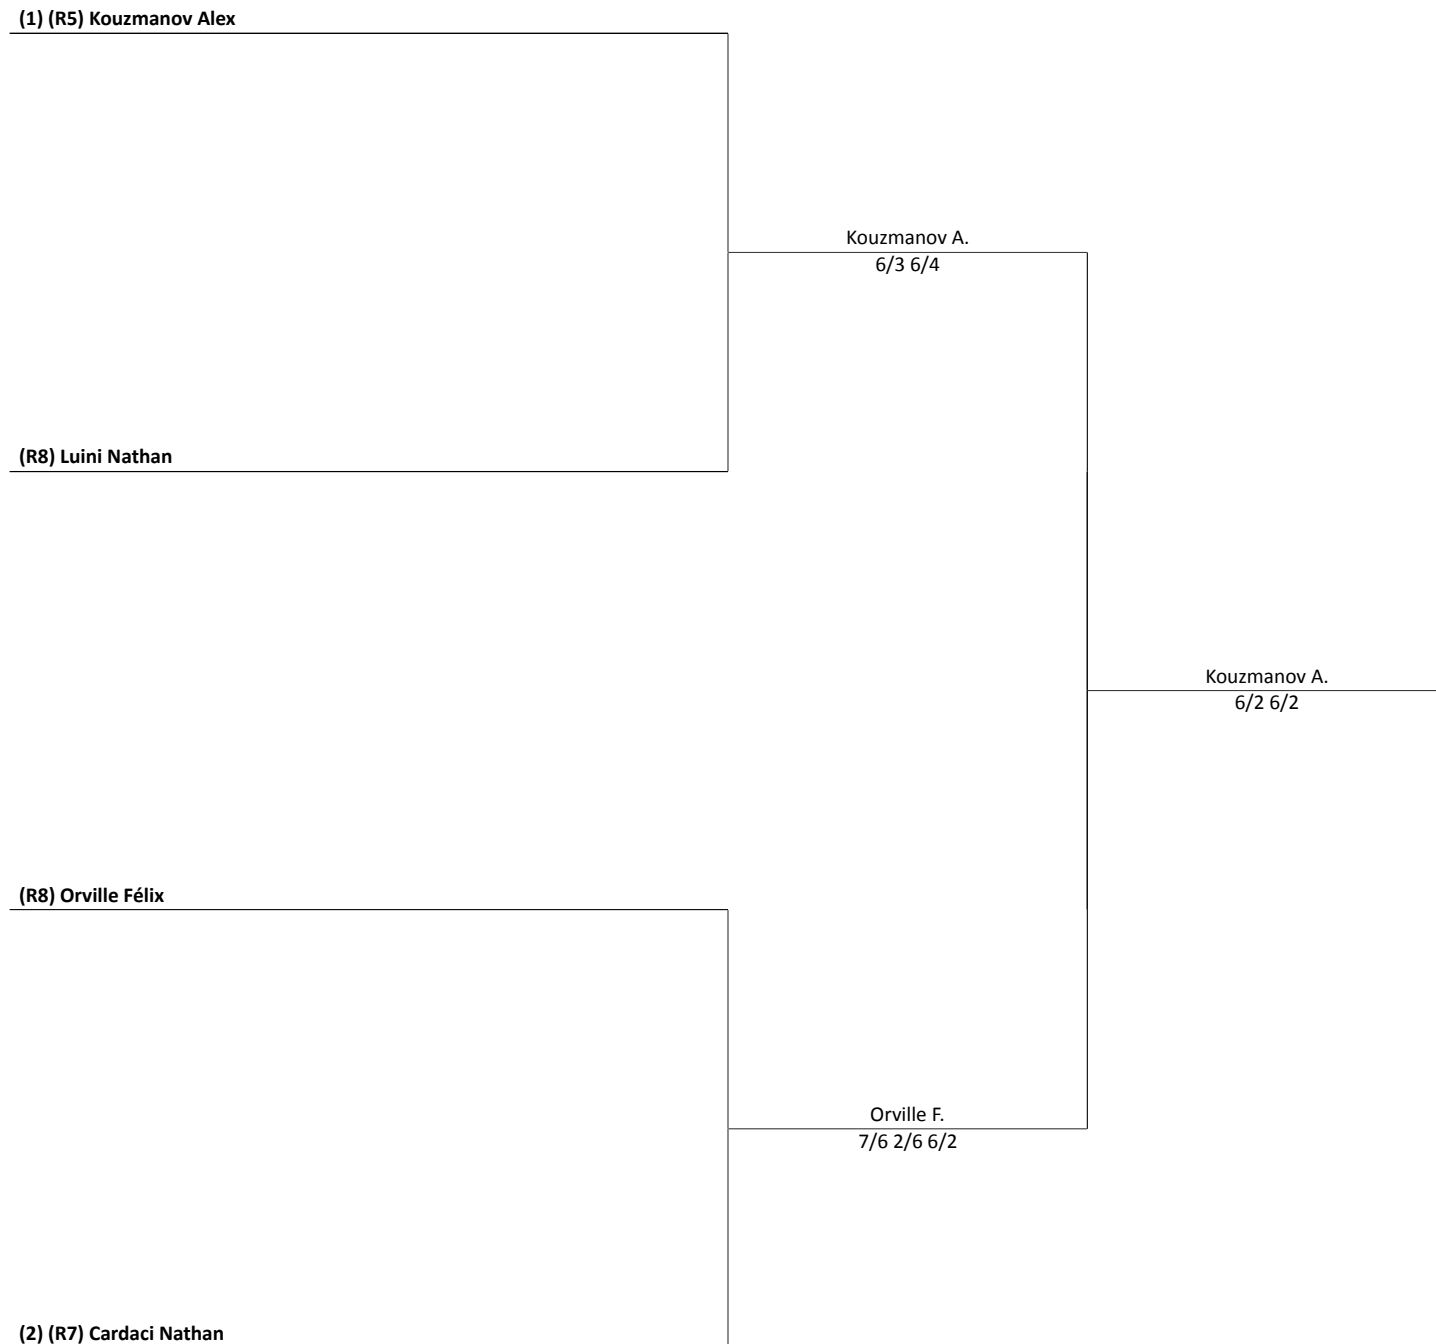 (1) (R5) Kouzmanov Alex
Kouzmanov A.
6/3 6/4
(R8) Luini Nathan
Kouzmanov A.
6/2 6/2
(R8) Orville Félix
Orville F.
7/6 2/6 6/2
(2) (R7) Cardaci Nathan